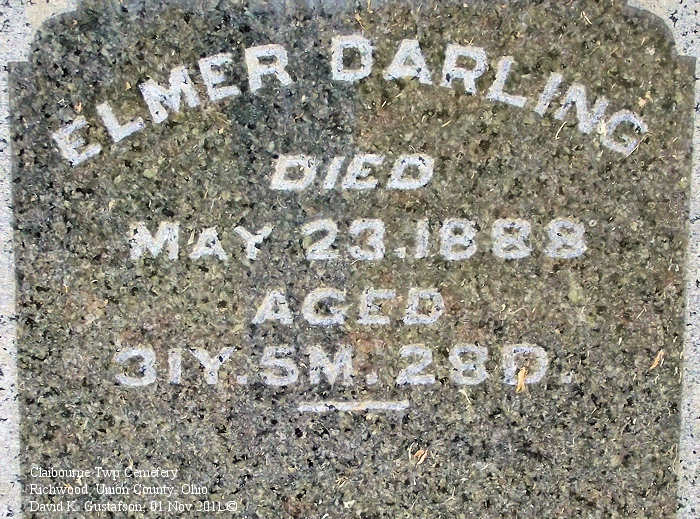 ELMER D. DARLING
DIED
MAY 23.1888
AGED
31Y.5M.28D.
Claibourne Twp Cemetery
Richwood, Union County, Ohio
David K. Gustafson, 01 Nov 2011 ©